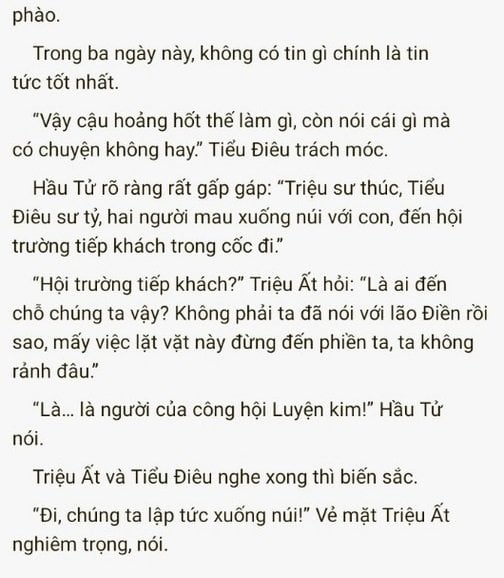 phào.
Trong ba ngày này, không có tin gì chính là tin
tức tốt nhất.
“Vậy cậu hoảng hốt thế làm gì, còn nói cái gì mà
có chuyện không hay.” Tiểu Điêu trách móc.
Hầu Tử rõ ràng rất gấp gáp: “Triệu sư thúc, Tiểu
Điêu sư tỷ, hai người mau xuống núi với con, đến hội
trường tiếp khách trong cốc đi.”
“Hội trường tiếp khách?” Triệu Ất hỏi: “Là ai đến
chỗ chúng ta vậy? Không phải ta đã nói với lão Điền rồi
sao, mấy việc lặt vặt này đừng đến phiền ta, ta không
rảnh đâu.”
“Là... là người của công hội Luyện kim!” Hầu Tử
nói.
Triệu Ất và Tiểu Điêu nghe xong thì biến sắc.
“Đi, chúng ta lập tức xuống núi!” Vẻ mặt Triệu Ất
nghiêm trọng, nói.